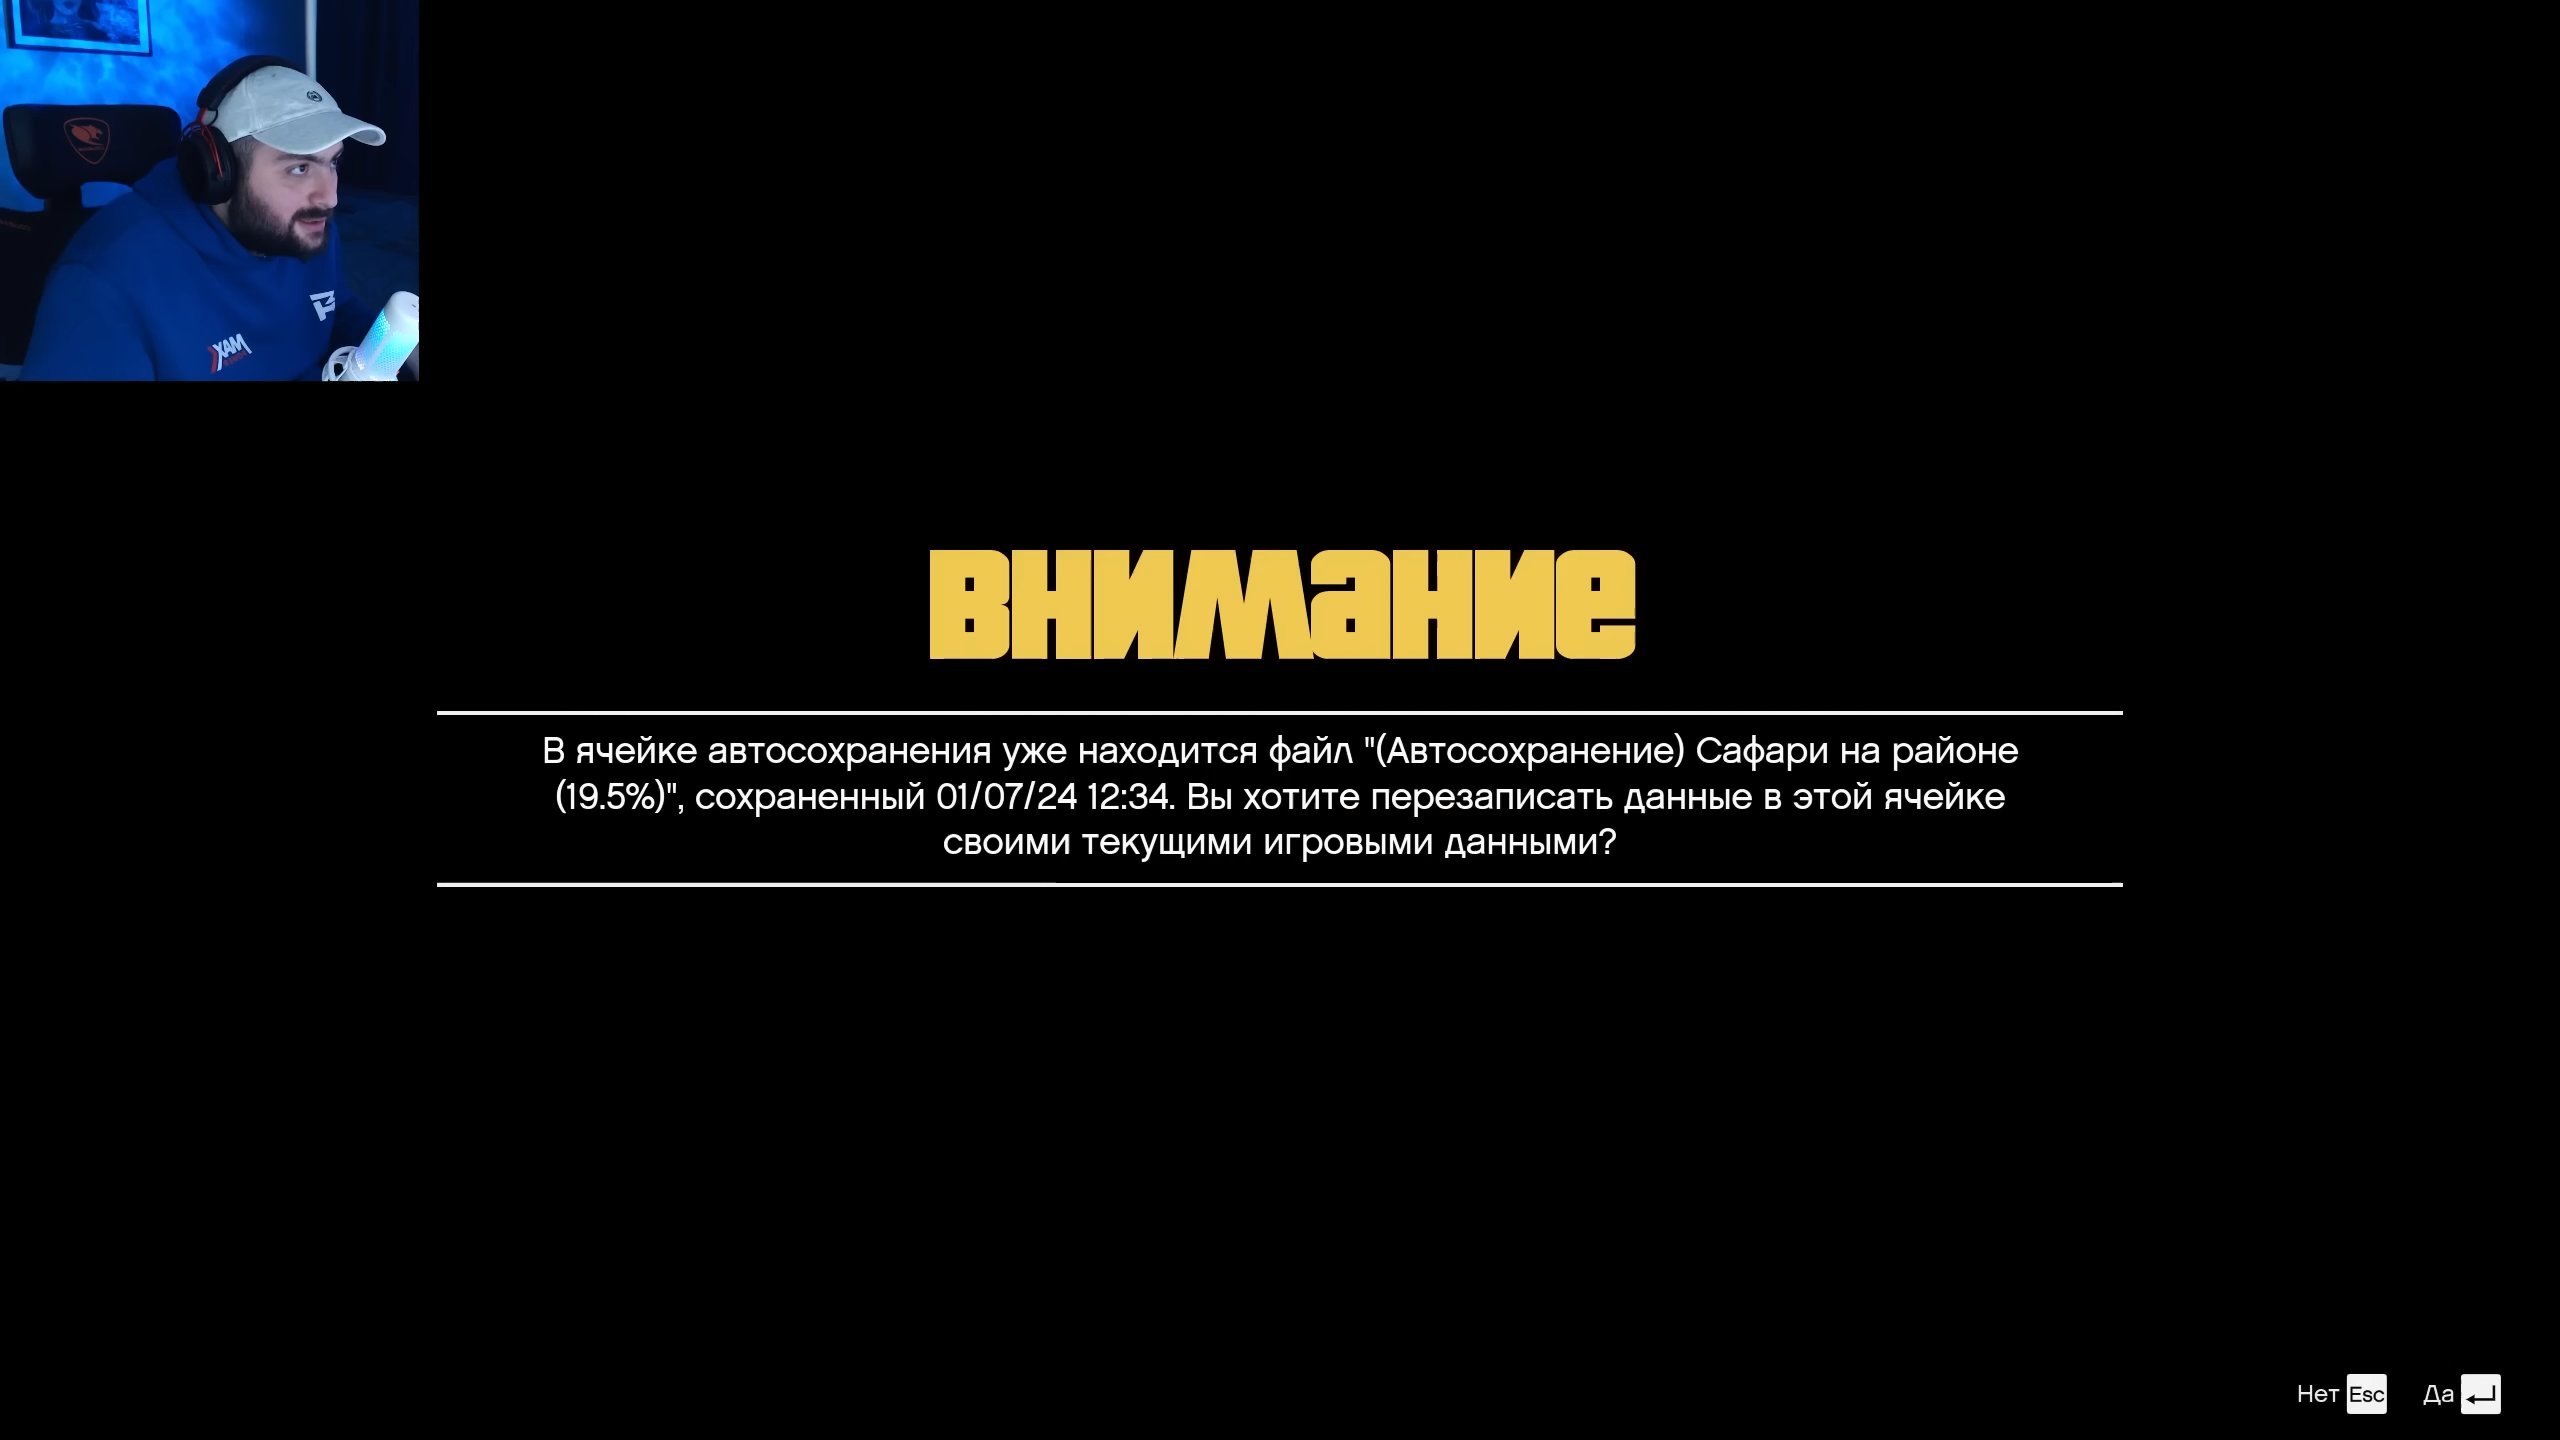 XAM
внимание
В ячейке автосохранения уже находится файл "(Автосохранение) Сафари на районе
(19.5%)", сохраненный 01/07/24 12:34. Вы хотите перезаписать данные в этой ячейке
своими текущими игровыми данными?
Нет Esc Да